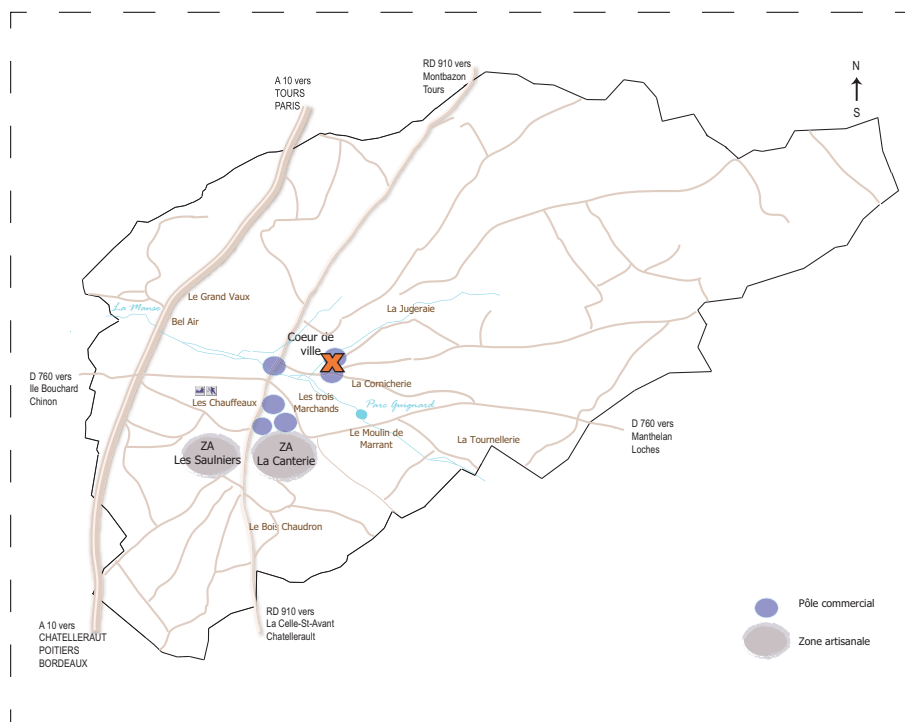 RD 910 vers
Montbazon
Tours
N
S
A 10 vers
TOURS
PARIS
Le Grand Vaux
La Manse
Bel Air
La Jugeraie
Coeur de
ville
X
D 760 vers
Ile Bouchard
Chinon
La Cornicherie
Les Chauffeaux
Les trois
Marchands
Parc Guignard
Le Moulin de
Marrant
La Tournellerie
D 760 vers
Manthelan
Loches
ZA
Les Saulniers
ZA
La Canterie
Le Bois Chaudron
A 10 vers
CHATELLERAUT
POITIERS
BORDEAUX
RD 910 vers
La Celle-St-Avant
Chatellerault
Pôle commercial
Zone artisanale